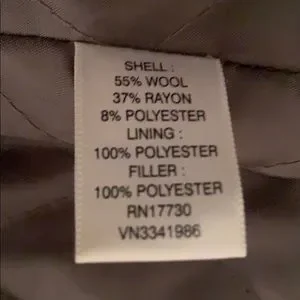 SHELL :
55% WOOL
37% RAYON
8% POLYESTER
LINING :
100% POLYESTER
FILLER :
100% POLYESTER
RN17730
VN3341986